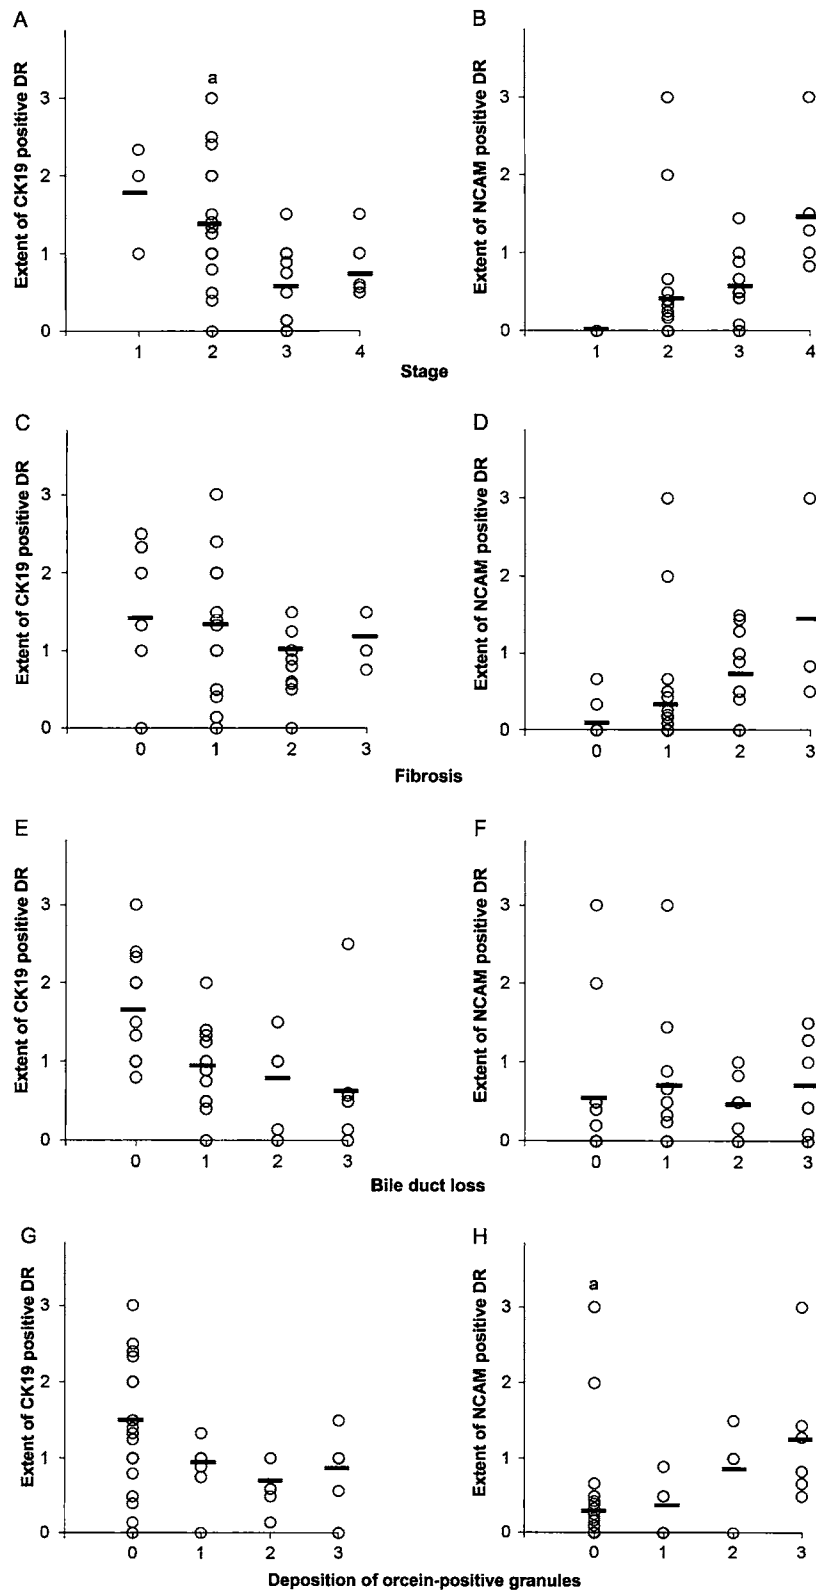 A
B
a
Extent of CK19 positive DR
3
2
1
0
1 2 3 4
Extent of NCAM positive DR
3
2
1
0
1 2 3 4
Stage
C
D
Extent of CK19 positive DR
3
2
1
0
0 1 2 3
Extent of NCAM positive DR
3
2
1
0
0 1 2 3
Fibrosis
E
F
Extent of CK19 positive DR
3
2
1
0
0 1 2 3
Extent of NCAM positive DR
3
2
1
0
0 1 2 3
Bile duct loss
G
H
Extent of CK19 positive DR
3
2
1
0
0 1 2 3
a
Extent of NCAM positive DR
3
2
1
0
0 1 2 3
Deposition of orcein-positive granules